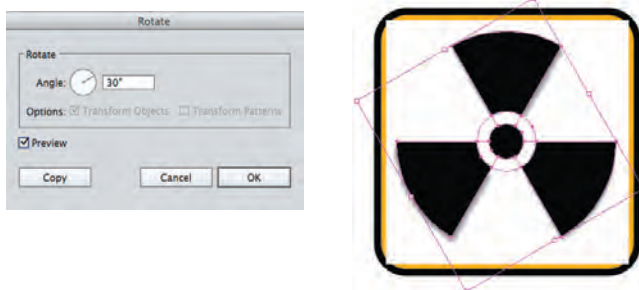 Rotate
Rotate
Angle: 30°
Options: Transform Objects Transform Patterns
Preview
Copy Cancel OK